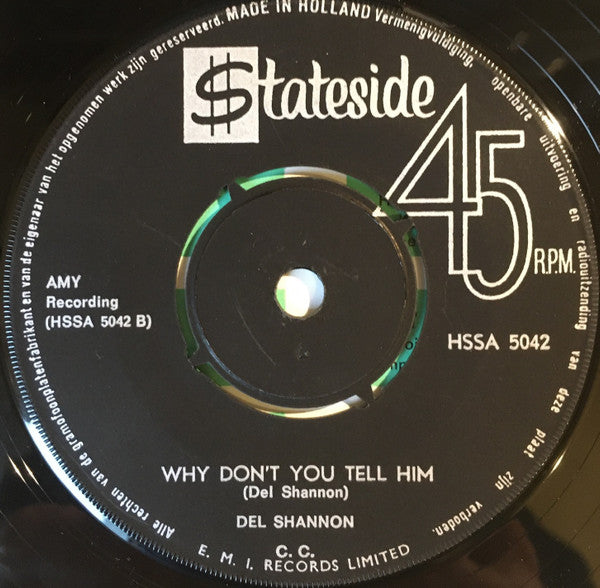 Alle rechten van de gramofoonplatenfabrikant en van de eigenaar van het opgenomen werk zijn gereserveerd. MADE IN HOLLAND Vermenigvuldiging, openbare uitvoering en radiouitzending van deze plaat zijn verboden.
$tateside
45
R.P.M.
AMY
Recording
(HSSA 5042 B)
HSSA 5042
WHY DON'T YOU TELL HIM
(Del Shannon)
DEL SHANNON
C. C.
E. M. I. RECORDS LIMITED